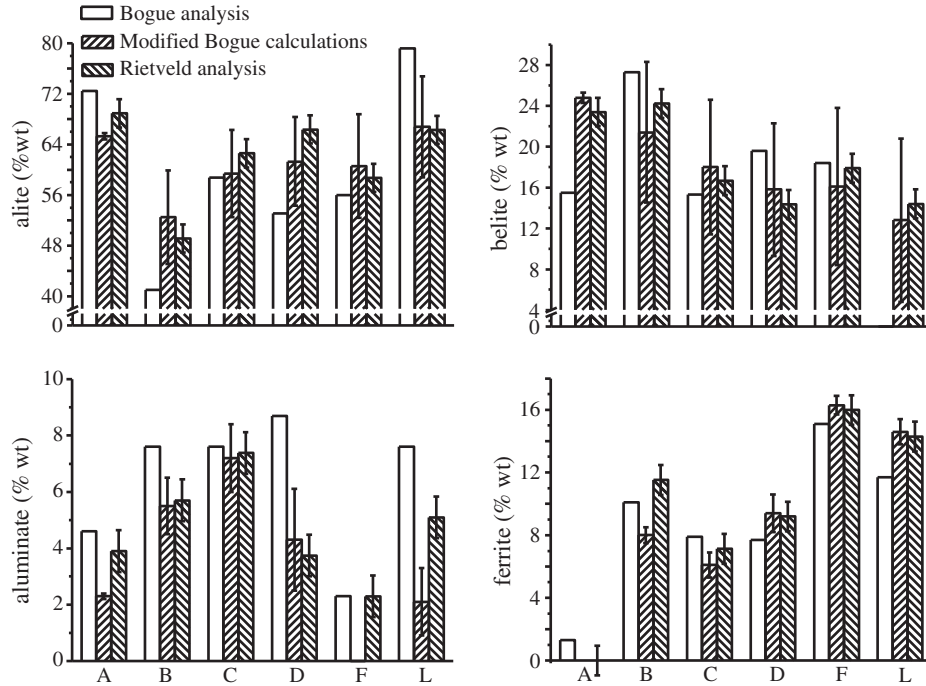 Bogue analysis
Modified Bogue calculations
Rietveld analysis
80
72
64
56
48
40
0
alite (%wt)
28
24
20
16
12
8
4
0
belite (% wt)
10
8
6
4
2
0
aluminate (% wt)
A B C D F L
16
12
8
4
0
ferrite (% wt)
A B C D F L